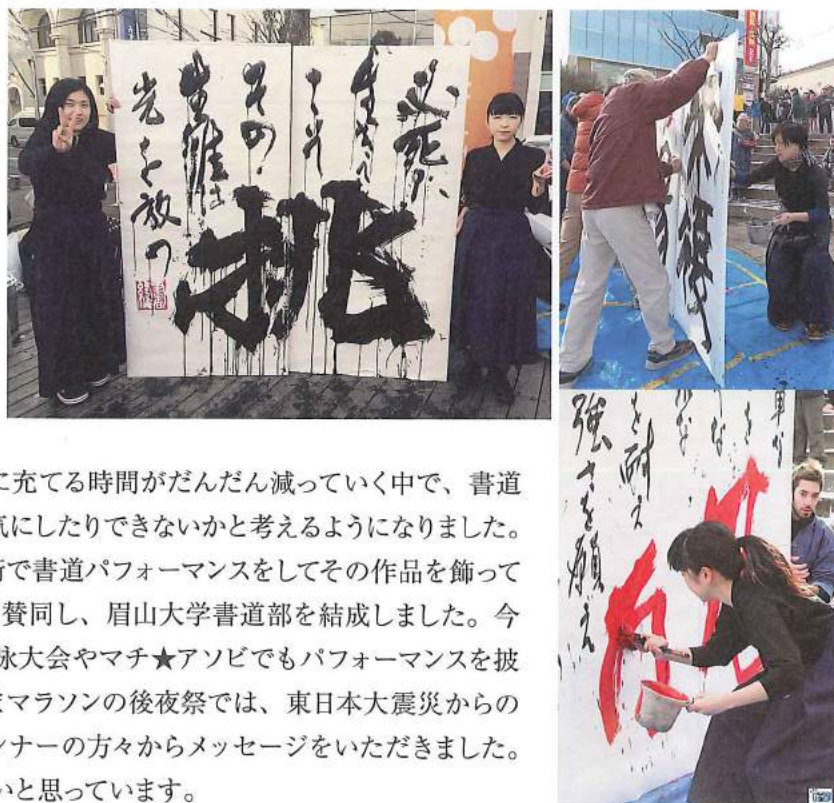 必死に
生きて
こそ
その
生涯は
光を放つ
挑
強さを願え
を耐え
に充てる時間がだんだん減っていく中で、書道
気にしたりできないかと考えるようになりました。
街で書道パフォーマンスをしてその作品を飾って
賛同し、眉山大学書道部を結成しました。今
泳大会やマチ★アソビでもパフォーマンスを披
マラソンの後夜祭では、東日本大震災からの
ンナーの方々からメッセージをいただきました。
いと思っています。